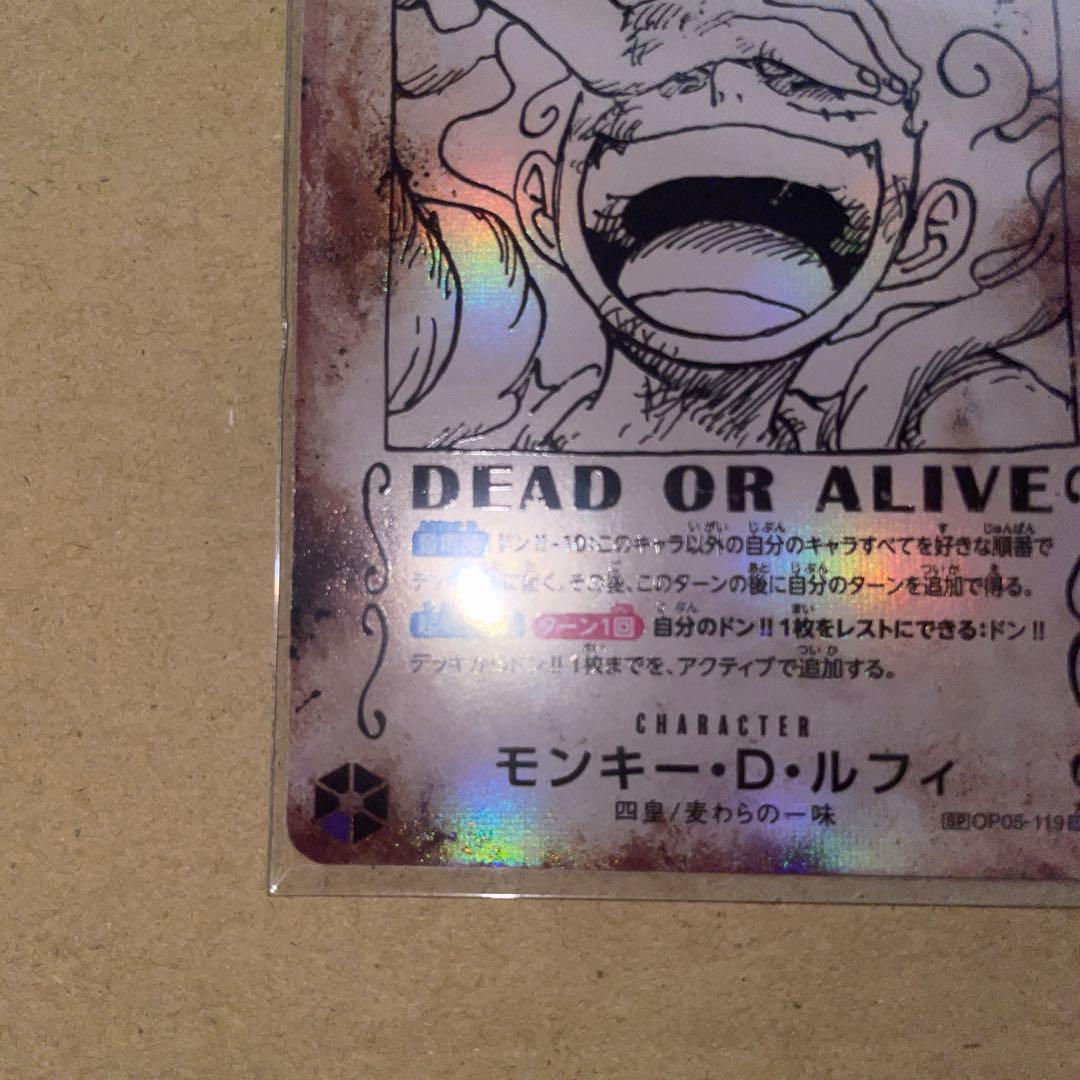 DEAD OR ALIVE
ドン!!-10:このキャラ以外の自分のキャラすべてを好きな順番で
デッキ に置く。その後、このターンの後に自分のターンを追加で得る。
ターン1回 自分のドン!!1枚をレストにできる:ドン!!
デッキからドン!!1枚までを、アクティブで追加する。
CHARACTER
モンキー・D・ルフィ
四皇/麦わらの一味
SP OP05-119